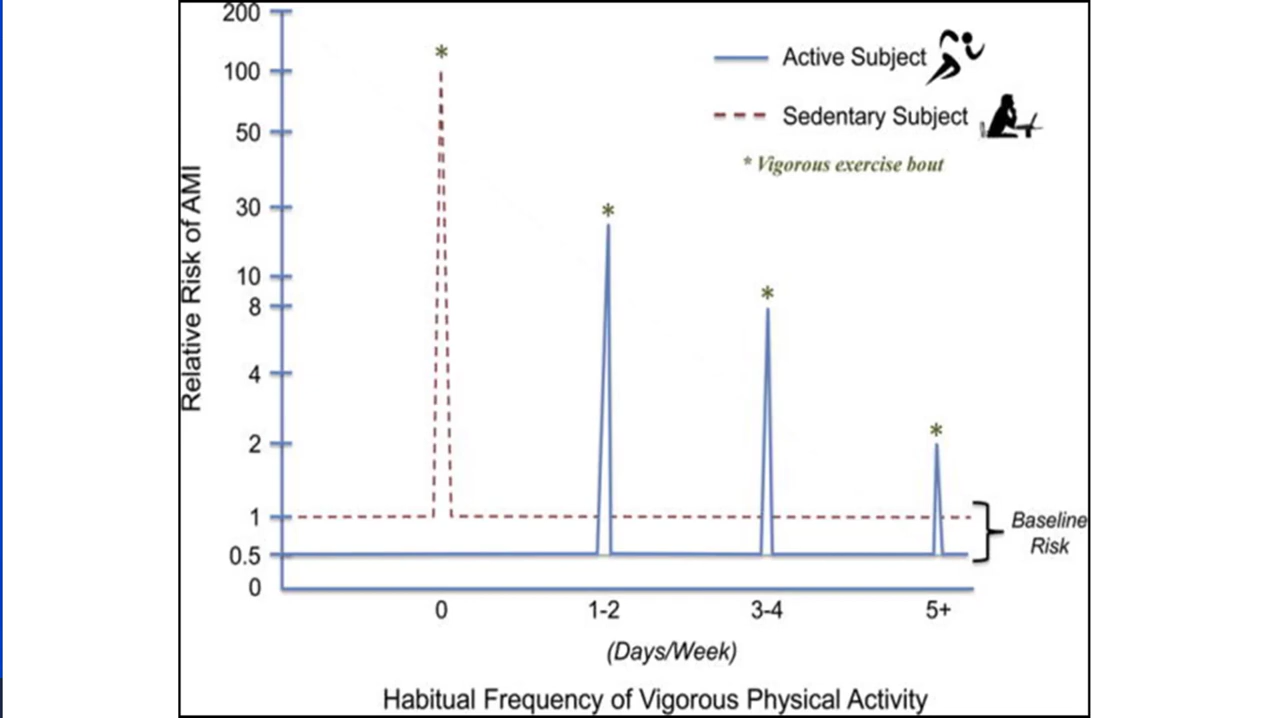 200
100
50
30
10
8
4
2
1
0.5
0
Relative Risk of AMI
*
*
*
*
Active Subject
Sedentary Subject
* Vigorous exercise bout
Baseline
Risk
0 1-2 3-4 5+
(Days/Week)
Habitual Frequency of Vigorous Physical Activity